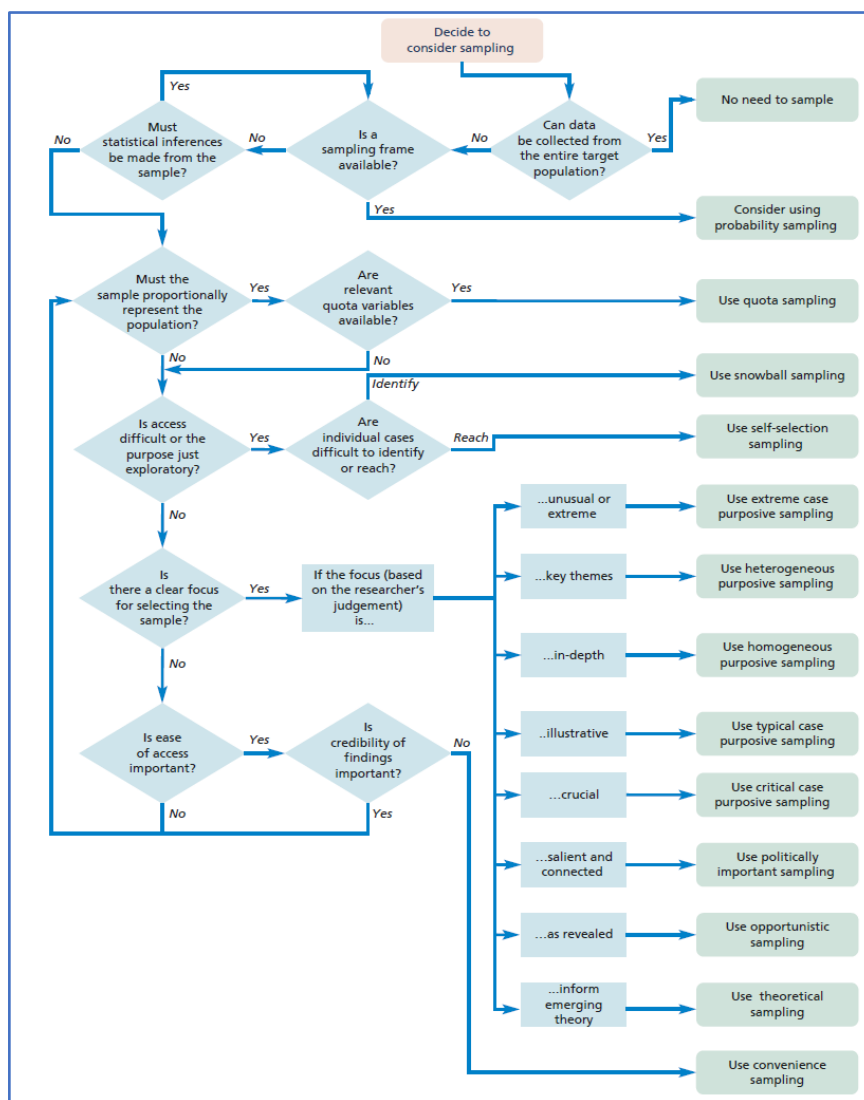 Decide to
consider sampling
Yes
No
Must
statistical inferences
be made from the
sample?
No
Is a
sampling frame
available?
No
Can data
be collected from
the entire target
population?
Yes
No need to sample
Yes
Consider using
probability sampling
Must the
sample proportionally
represent the
population?
Yes
Are
relevant
quota variables
available?
Yes
Use quota sampling
No
No
Identify
Use snowball sampling
Is access
difficult or the
purpose just
exploratory?
Yes
Are
individual cases
difficult to identify
or reach?
Reach
Use self-selection
sampling
No
Is
there a clear focus
for selecting the
sample?
Yes
If the focus (based
on the researcher's
judgement)
is...
...unusual or
extreme
Use extreme case
purposive sampling
...key themes
Use heterogeneous
purposive sampling
...in-depth
Use homogeneous
purposive sampling
..illustrative
Use typical case
purposive sampling
...crucial
Use critical case
purposive sampling
...salient and
connected
Use politically
important sampling
...as revealed
Use opportunistic
sampling
...inform
emerging
theory
Use theoretical
sampling
No
Is ease
of access
important?
Yes
Is
credibility of
findings
important?
No
No
Yes
Use convenience
sampling